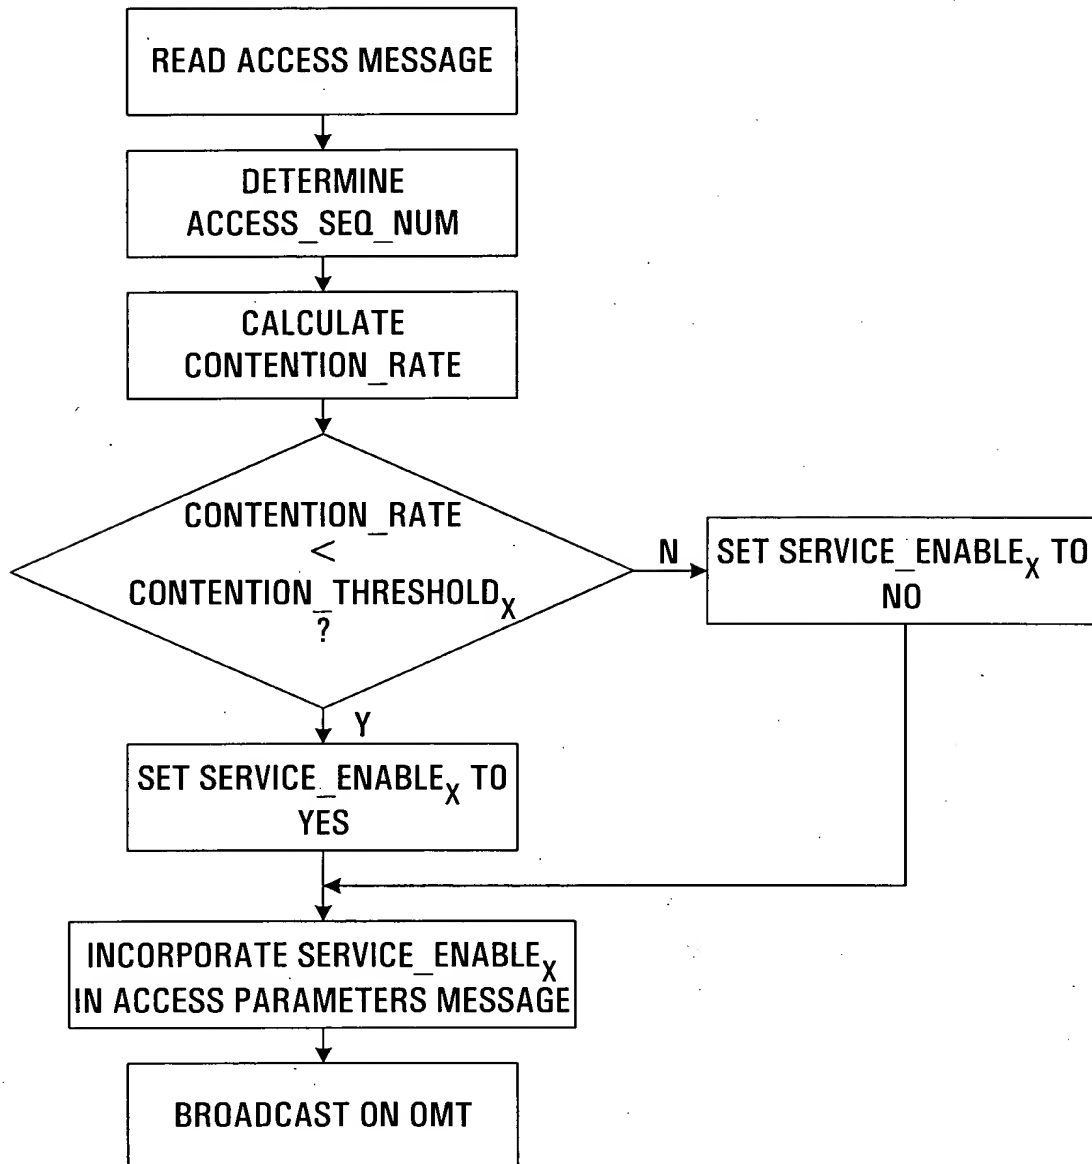 READ ACCESS MESSAGE
DETERMINE
ACCESS_SEQ_NUM
CALCULATE
CONTENTION_RATE
CONTENTION_RATE
<
CONTENTION_THRESHOLDX
?
N
SET SERVICE_ENABLEX TO
NO
Y
SET SERVICE_ENABLEX TO
YES
INCORPORATE SERVICE_ENABLEX
IN ACCESS PARAMETERS MESSAGE
BROADCAST ON OMT